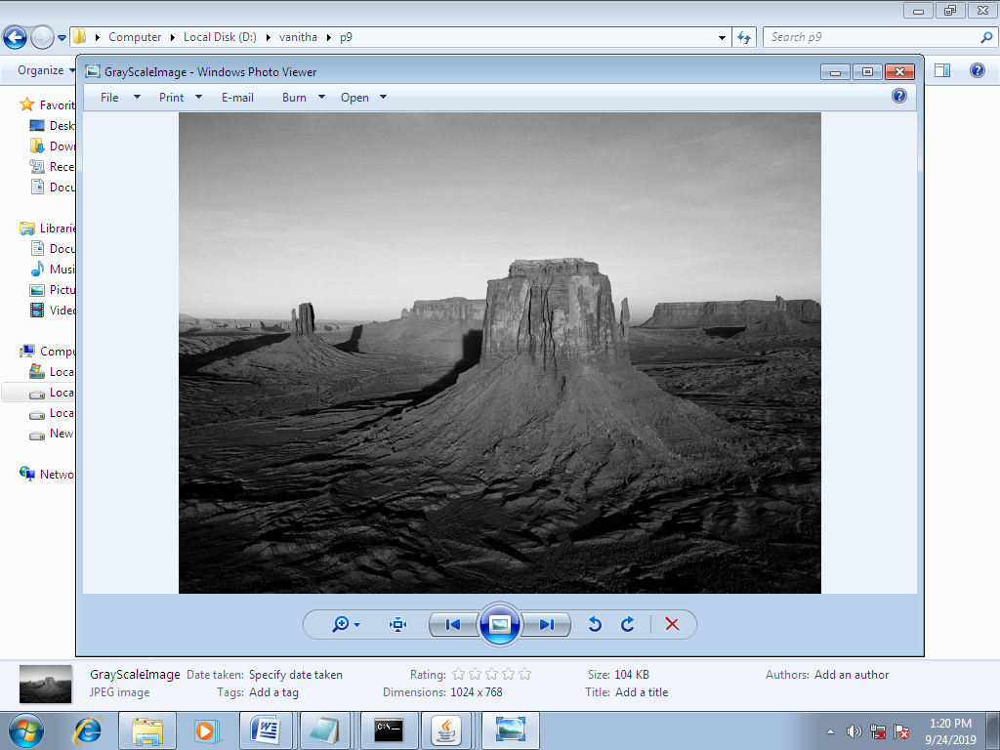 Computer Local Disk (D:) vanitha p9 Search p9
Organize
GrayScaleImage - Windows Photo Viewer
File Print E-mail Burn Open
Favorit
Desk
Down
Rece
Docu
Librarie
Docu
Musi
Pictu
Video
Compu
Loca
Loca
Loca
New
Netwo
GrayScaleImage Date taken: Specify date taken Rating: Size: 104 KB Authors: Add an author
JPEG image Tags: Add a tag Dimensions: 1024 x 768 Title: Add a title
C:\
1:20 PM
9/24/2019